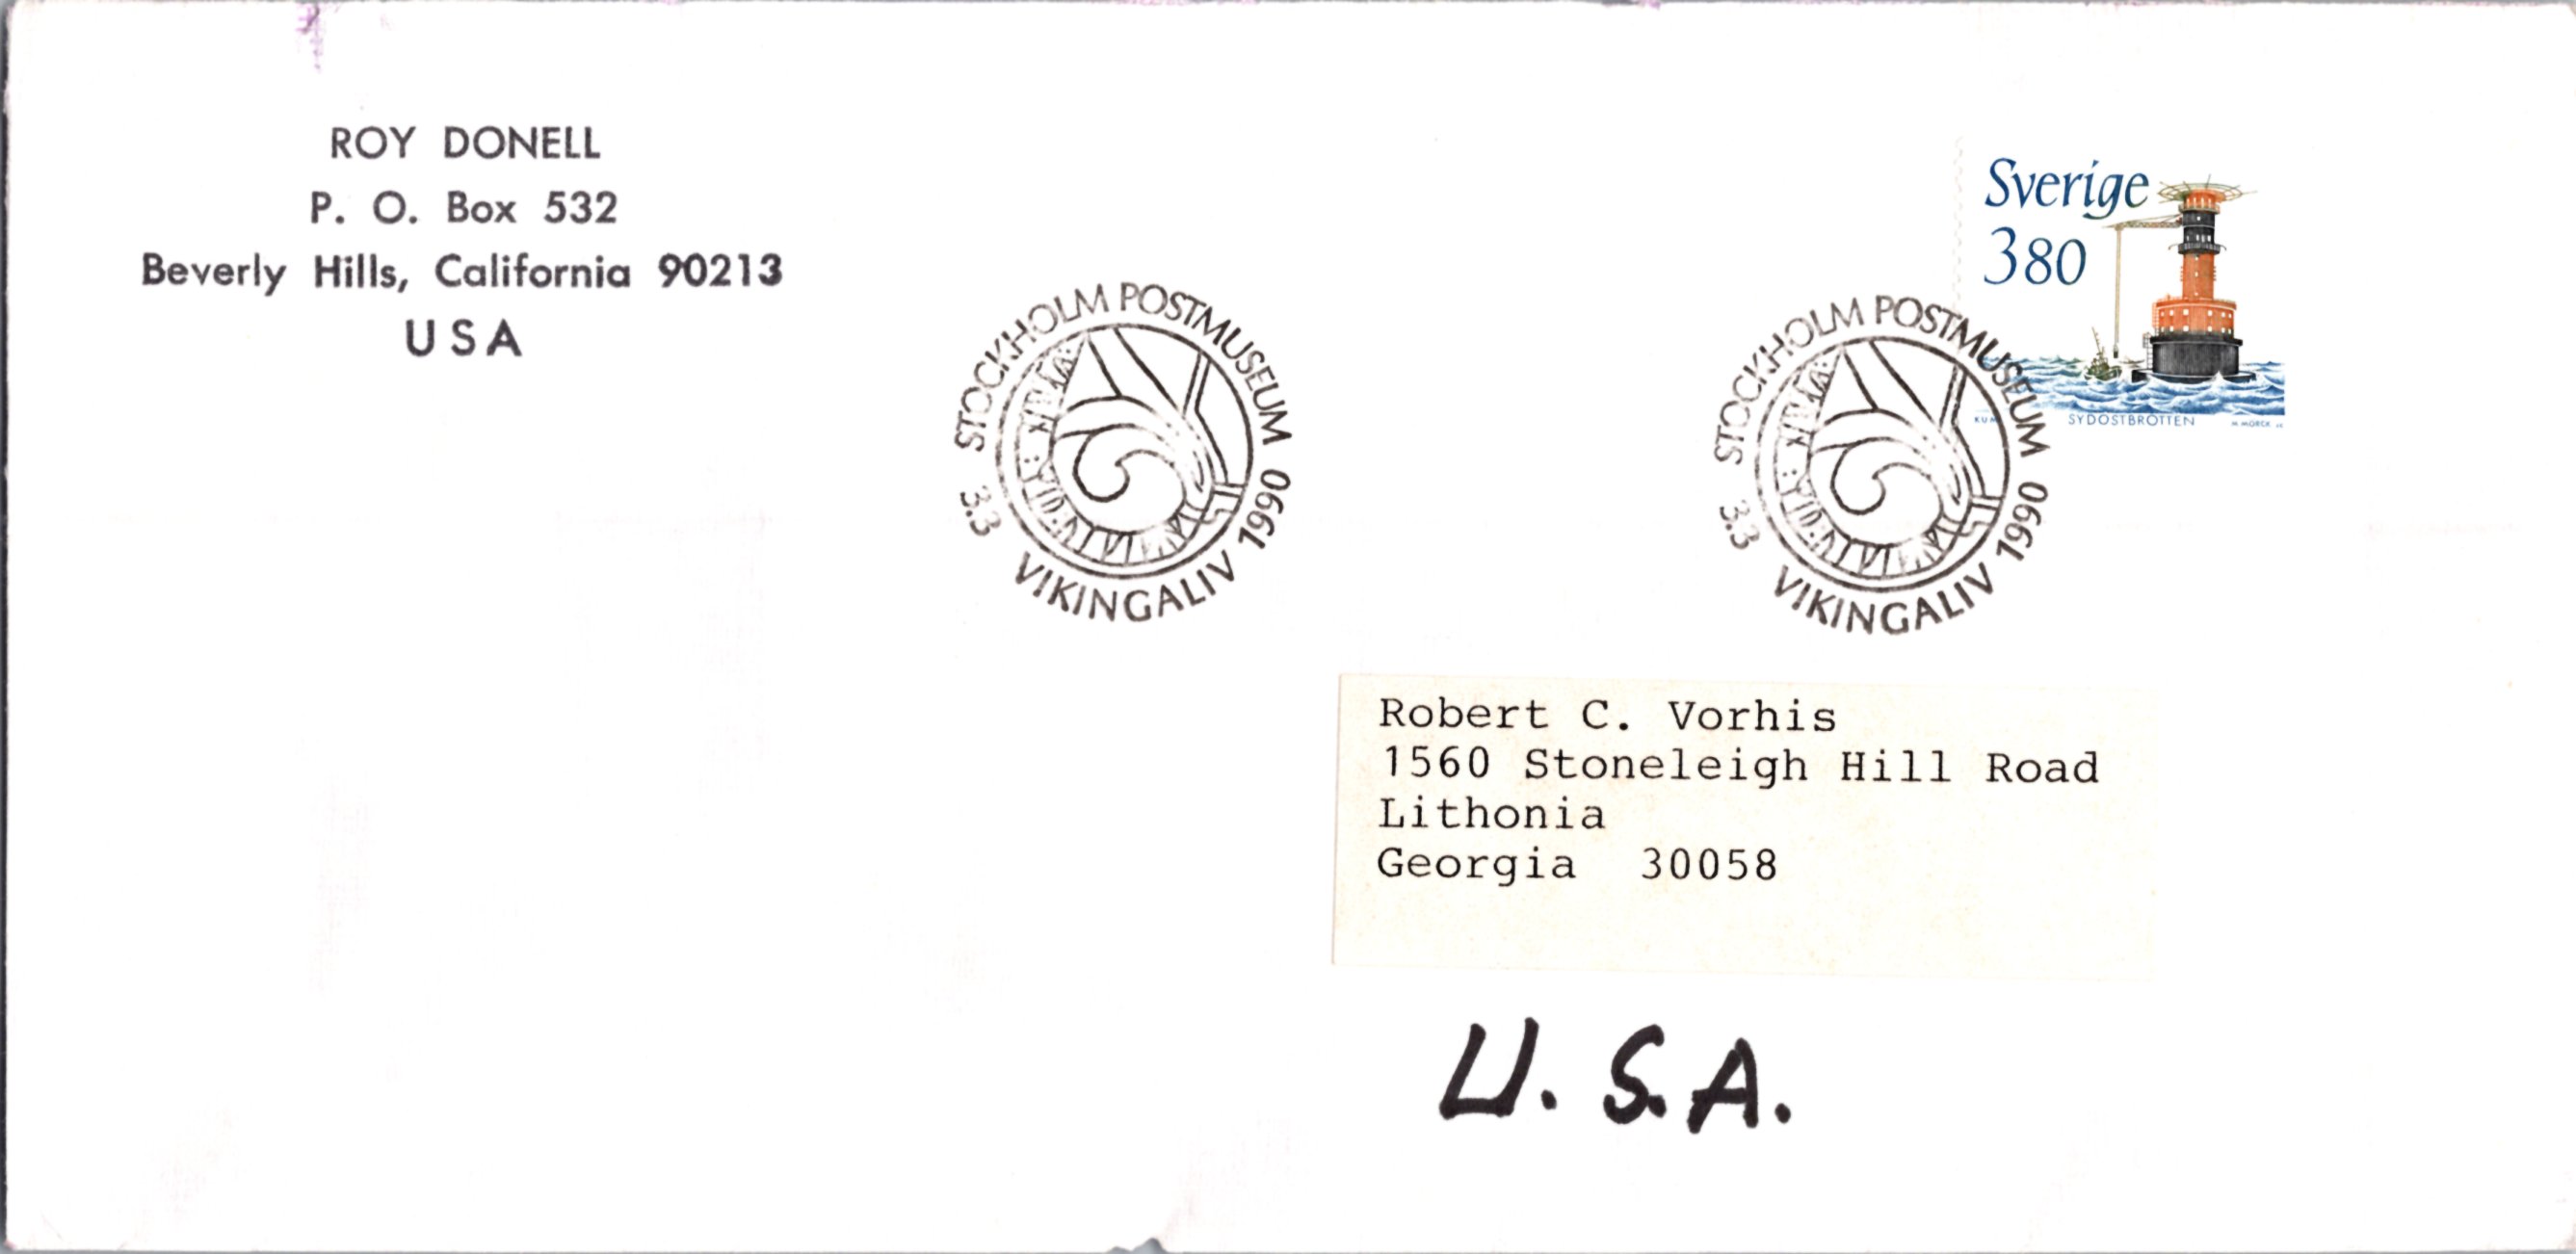 ROY DONELL
P. O. Box 532
Beverly Hills, California 90213
USA
Sverige
380
SYDOSTBROTTEN
M. MÖRCK
STOCKHOLM POSTMUSEUM
3.3
1990
VIKINGALIV
STOCKHOLM POSTMUSEUM
3.3
1990
VIKINGALIV
Robert C. Vorhis
1560 Stoneleigh Hill Road
Lithonia
Georgia 30058
U.S.A.